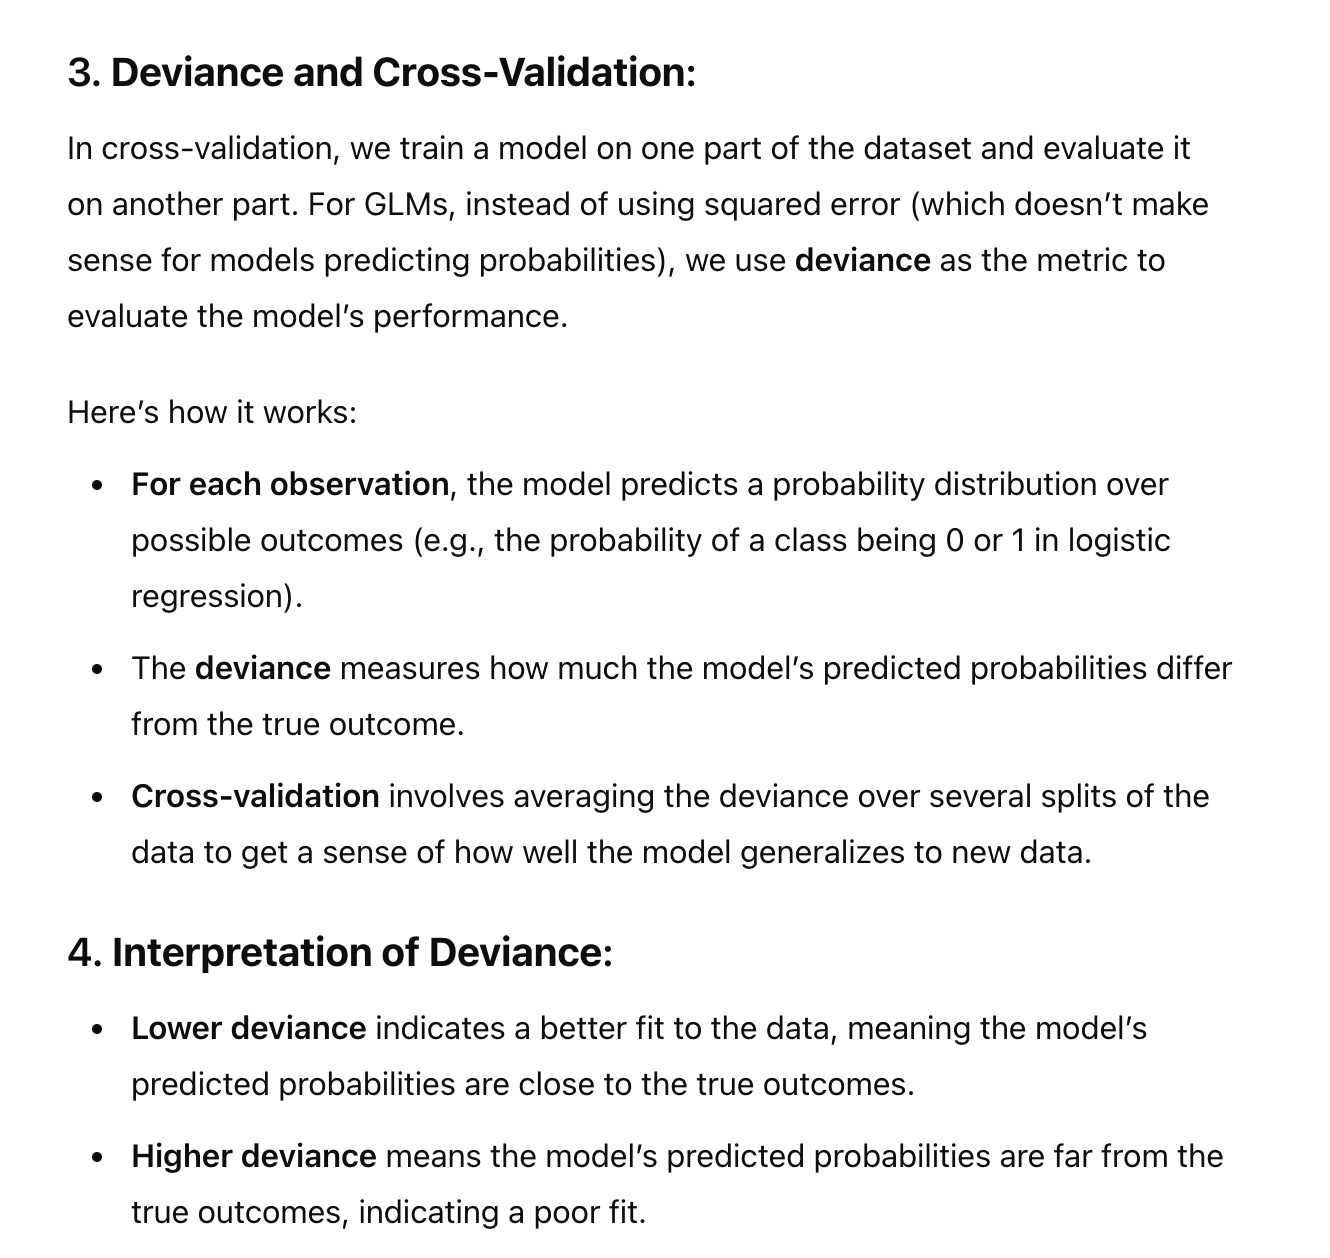 3. Deviance and Cross-Validation:
In cross-validation, we train a model on one part of the dataset and evaluate it
on another part. For GLMs, instead of using squared error (which doesn’t make
sense for models predicting probabilities), we use deviance as the metric to
evaluate the model’s performance.
Here’s how it works:
• For each observation, the model predicts a probability distribution over
possible outcomes (e.g., the probability of a class being 0 or 1 in logistic
regression).
• The deviance measures how much the model’s predicted probabilities differ
from the true outcome.
• Cross-validation involves averaging the deviance over several splits of the
data to get a sense of how well the model generalizes to new data.
4. Interpretation of Deviance:
• Lower deviance indicates a better fit to the data, meaning the model’s
predicted probabilities are close to the true outcomes.
• Higher deviance means the model’s predicted probabilities are far from the
true outcomes, indicating a poor fit.